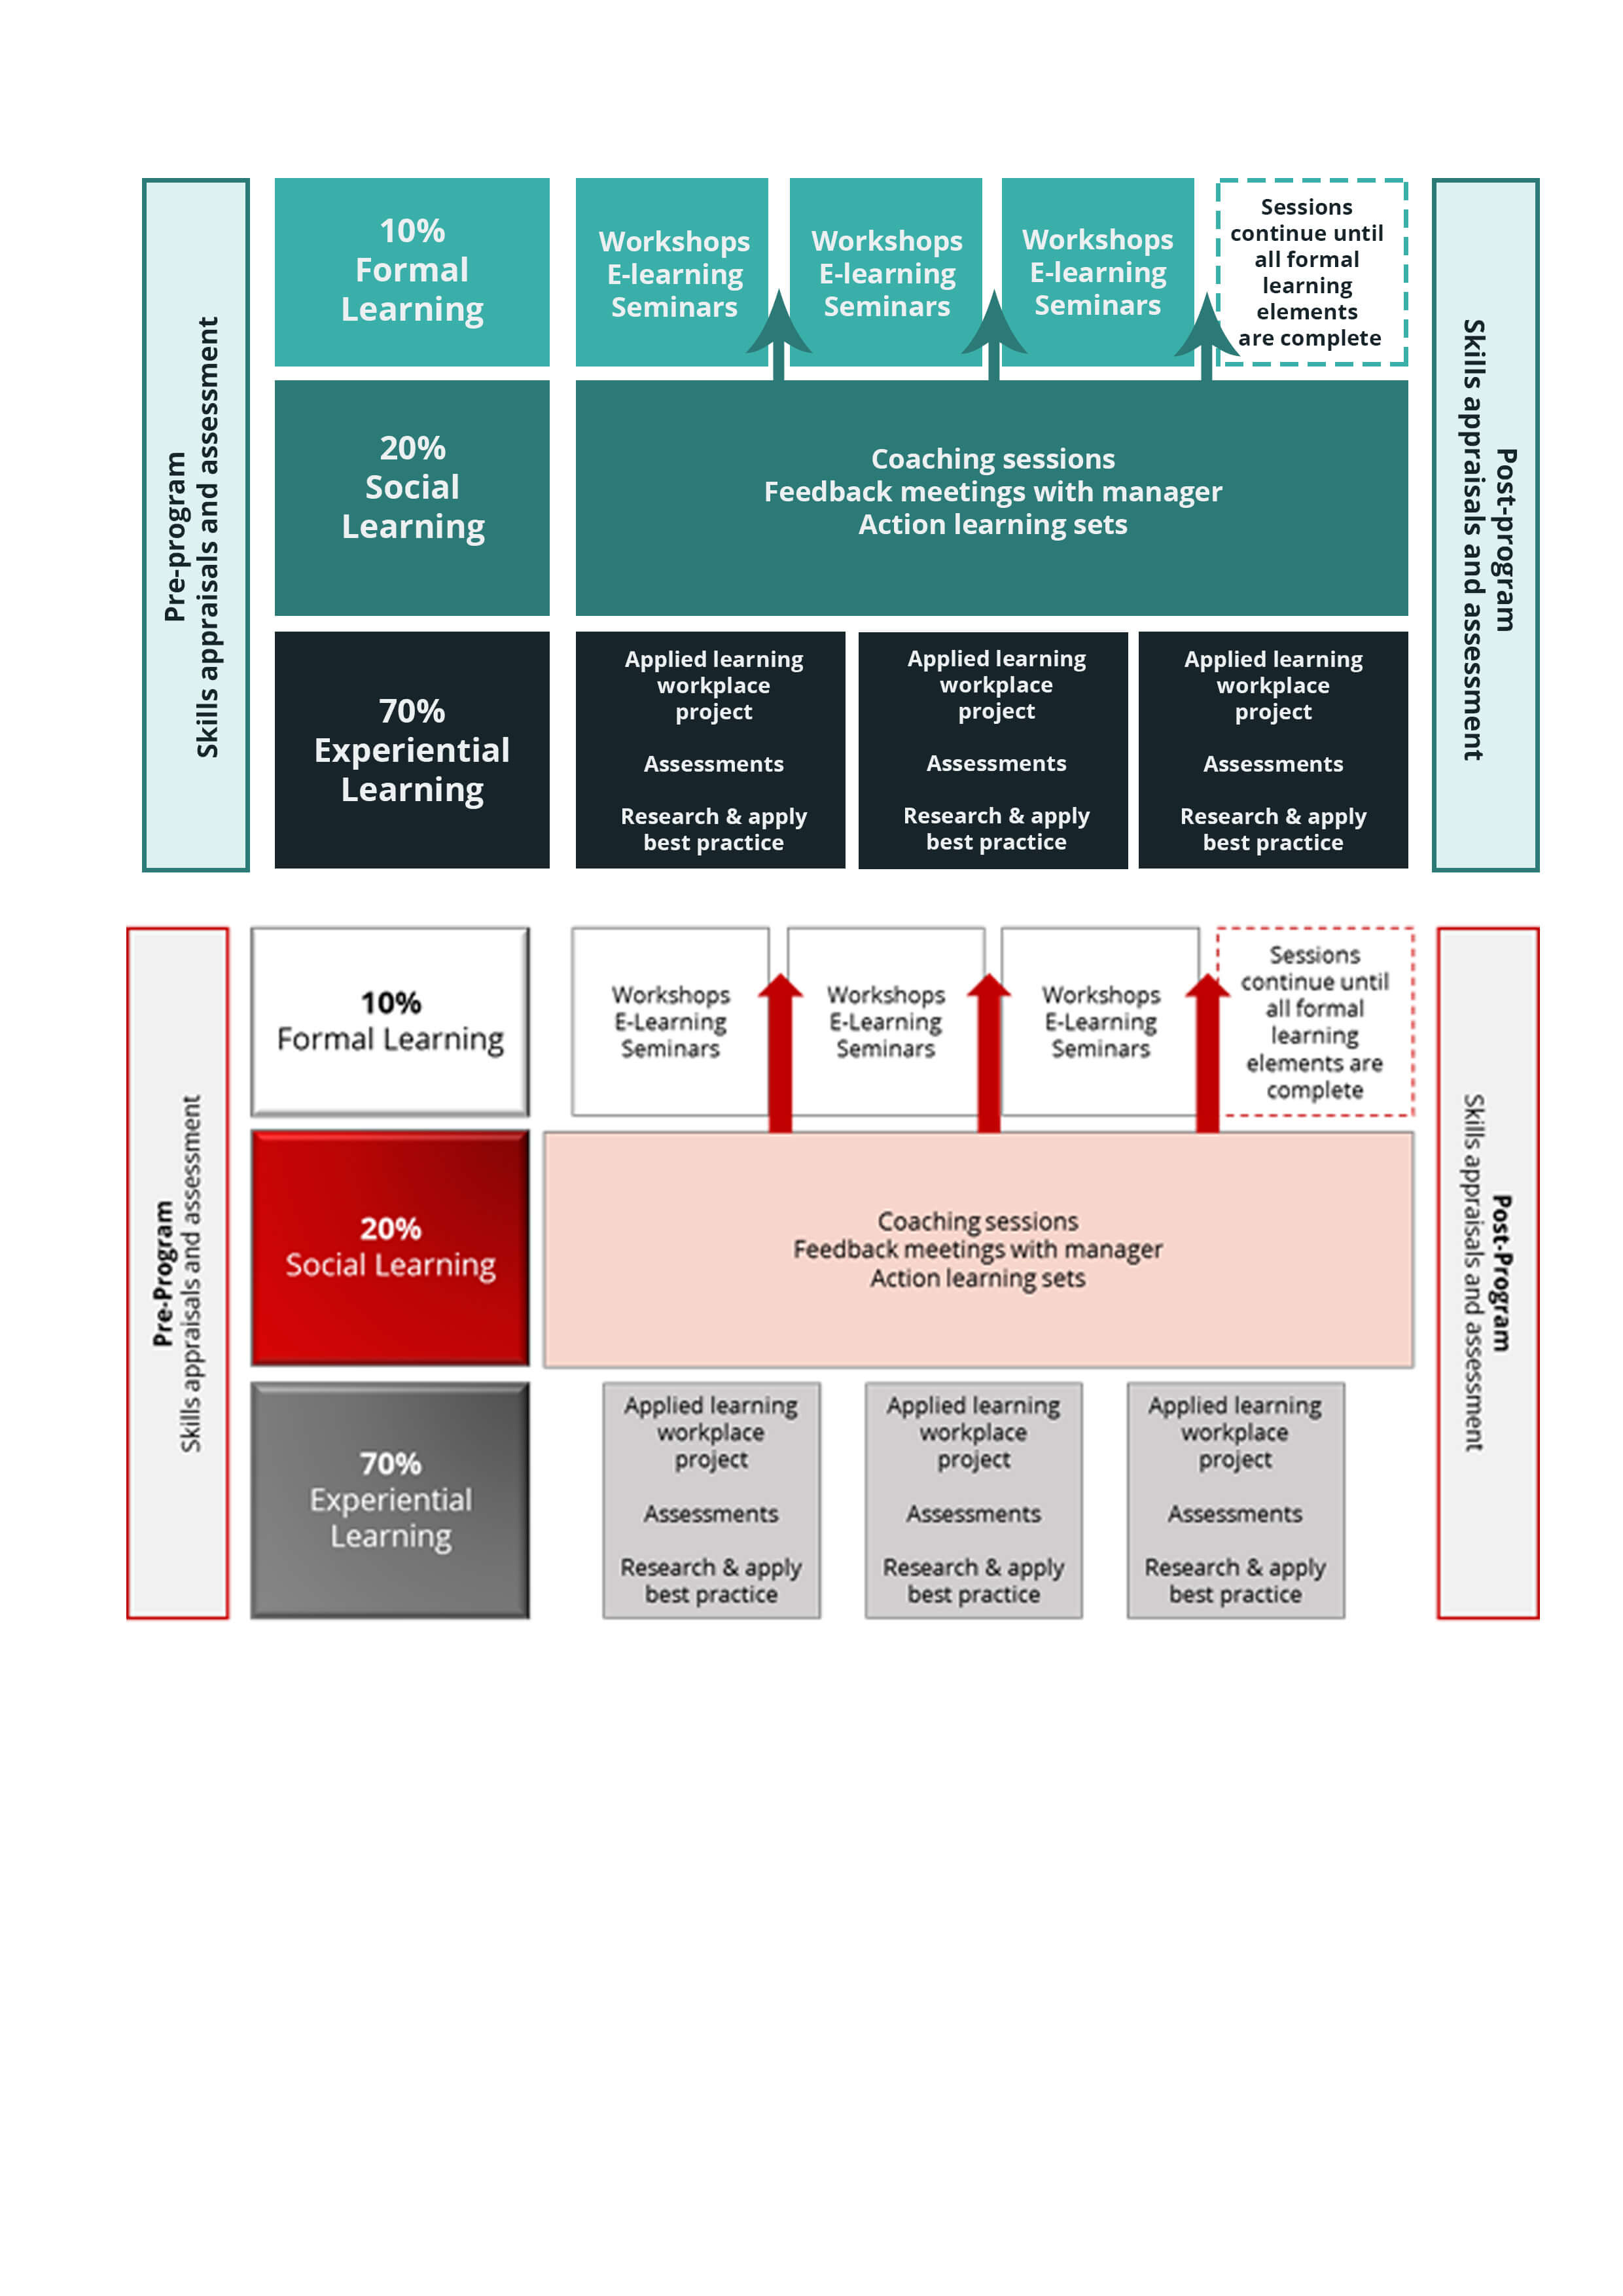 Pre-program
Skills appraisals and assessment
10%
Formal
Learning
Workshops
E-learning
Seminars
Workshops
E-learning
Seminars
Workshops
E-learning
Seminars
Sessions
continue until
all formal
learning
elements
are complete
20%
Social
Learning
Coaching sessions
Feedback meetings with manager
Action learning sets
70%
Experiential
Learning
Applied learning
workplace
project
Assessments
Research & apply
best practice
Applied learning
workplace
project
Assessments
Research & apply
best practice
Applied learning
workplace
project
Assessments
Research & apply
best practice
Post-program
Skills appraisals and assessment
Pre-Program
Skills appraisals and assessment
10%
Formal Learning
Workshops
E-Learning
Seminars
Workshops
E-Learning
Seminars
Workshops
E-Learning
Seminars
Sessions
continue until
all formal
learning
elements are
complete
20%
Social Learning
Coaching sessions
Feedback meetings with manager
Action learning sets
70%
Experiential
Learning
Applied learning
workplace
project
Assessments
Research & apply
best practice
Applied learning
workplace
project
Assessments
Research & apply
best practice
Applied learning
workplace
project
Assessments
Research & apply
best practice
Post-Program
Skills appraisals and assessment